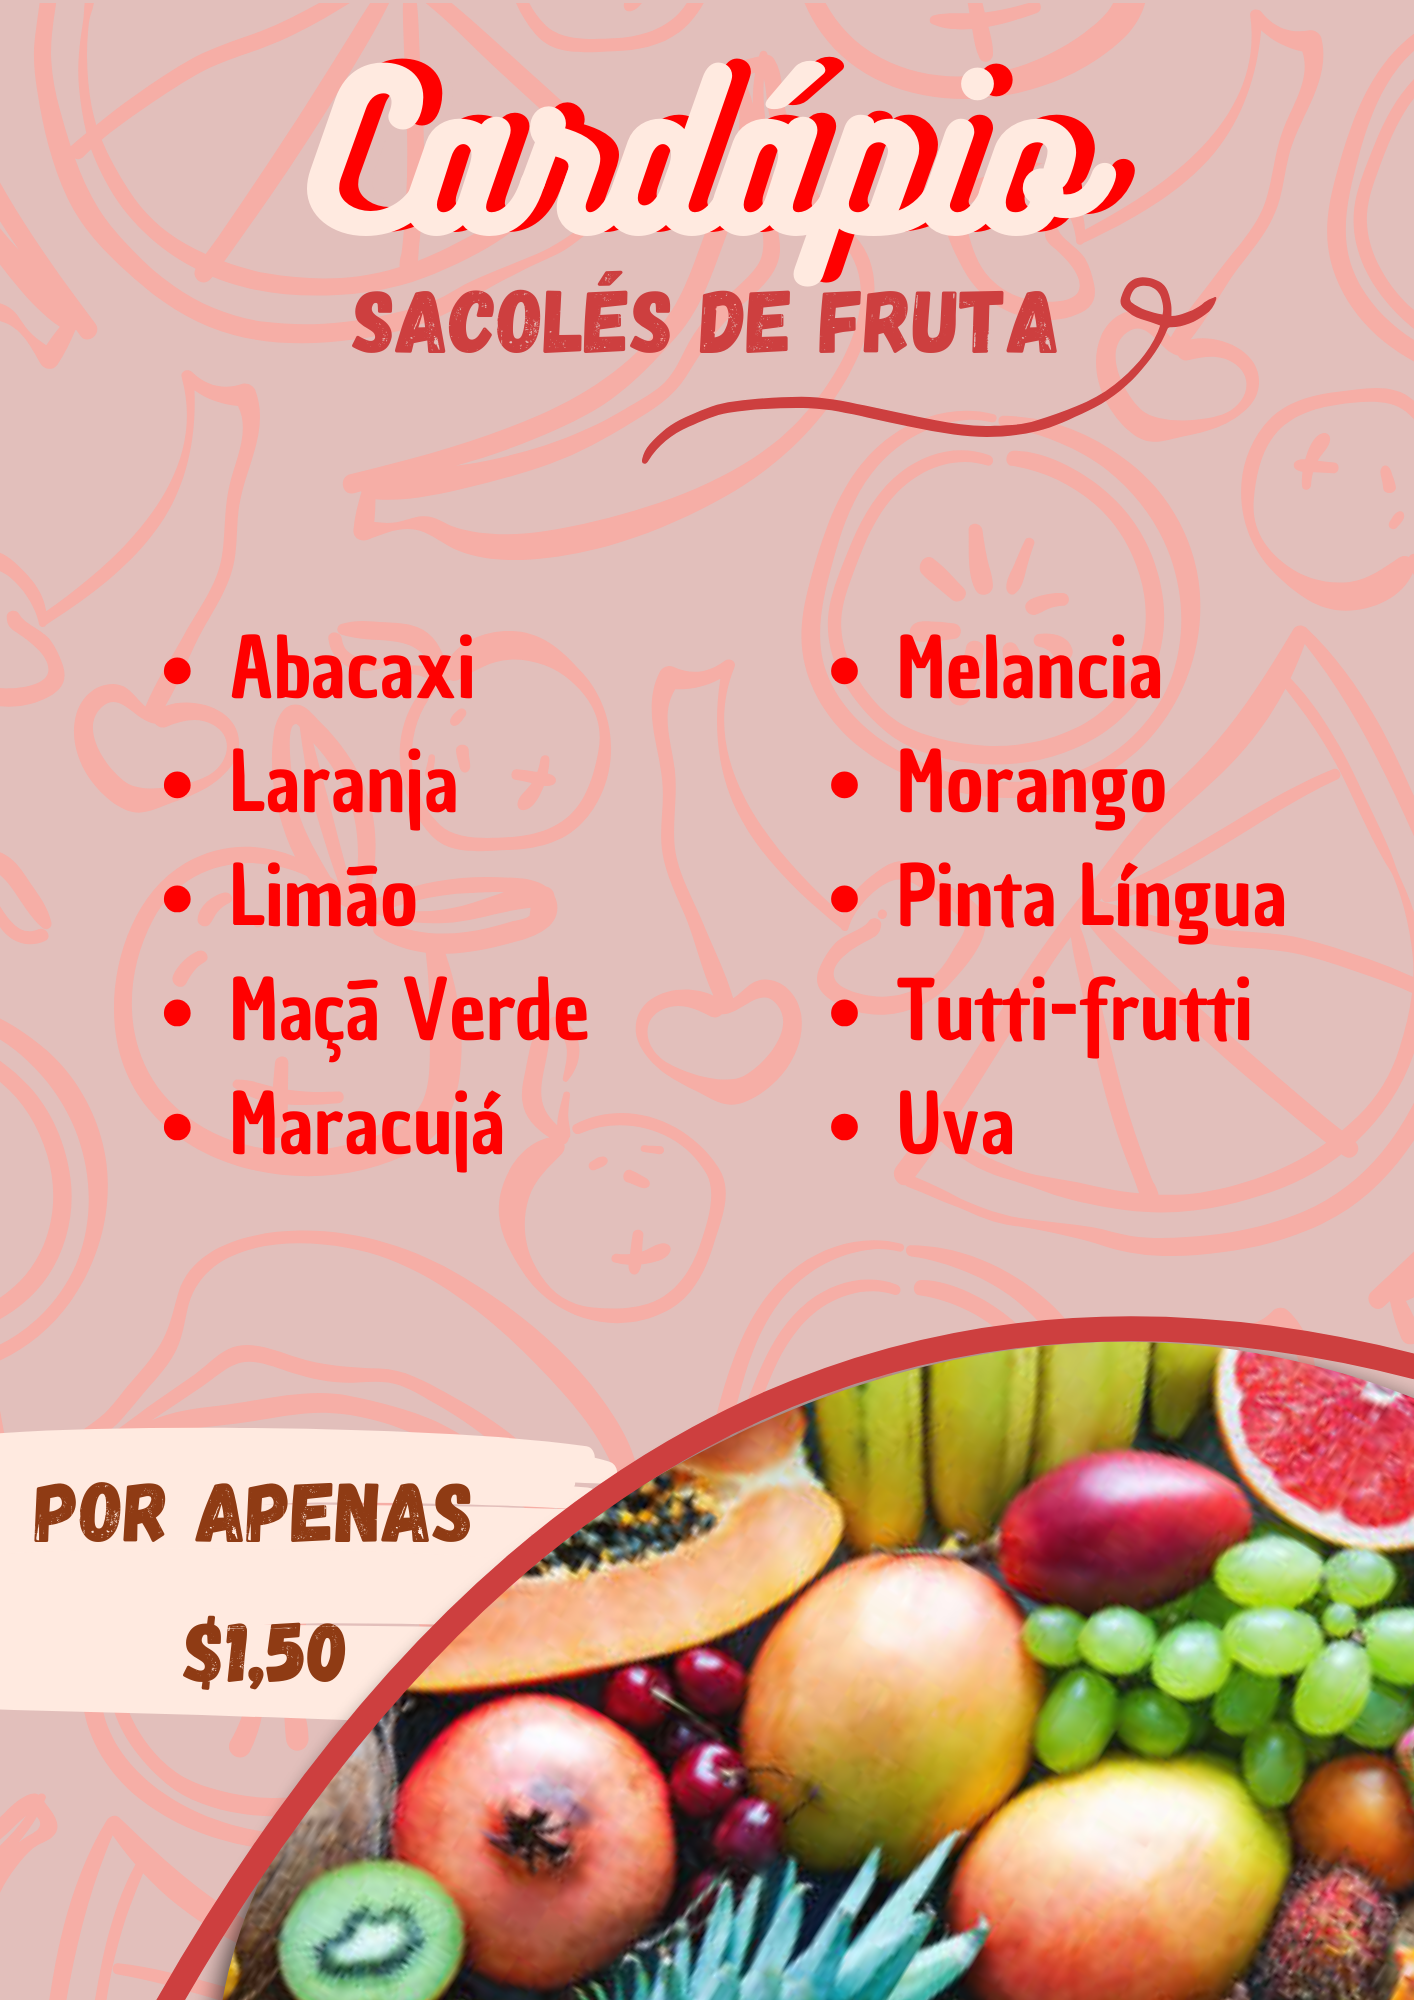 Cardápio
SACOLÉS DE FRUTA
Abacaxi
Laranja
Limão
Maçã Verde
Maracujá
Melancia
Morango
Pinta Língua
Tutti-frutti
Uva
POR APENAS
$1,50